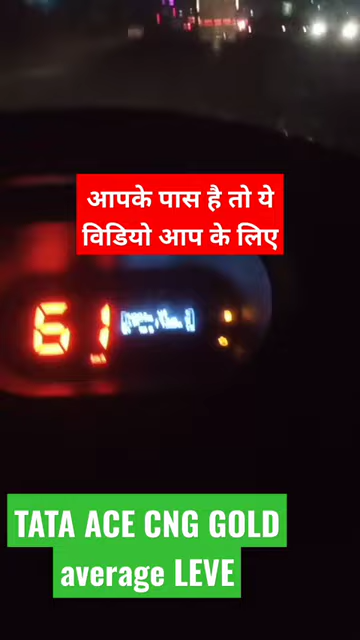 आपके पास है तो ये
विडियो आप के लिए
61
TATA ACE CNG GOLD
average LEVE